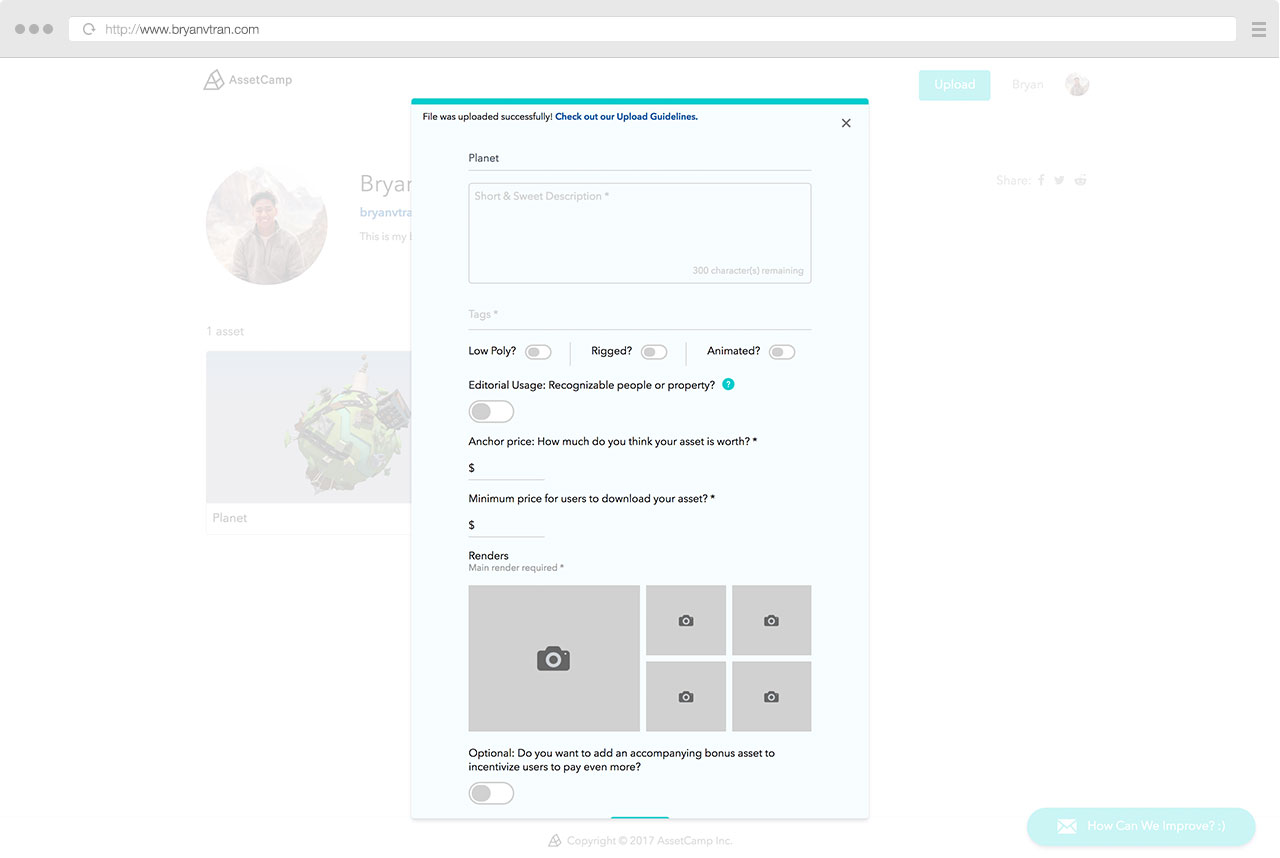 http://www.bryanvtran.com
AssetCamp
Upload
Bryan
File was uploaded successfully! Check out our Upload Guidelines.
Bryan
bryanvtra
This is my
Share:
1 asset
Planet
Planet
Short & Sweet Description *
300 character(s) remaining
Tags *
Low Poly?
Rigged?
Animated?
Editorial Usage: Recognizable people or property? ?
Anchor price: How much do you think your asset is worth? *
$
Minimum price for users to download your asset? *
$
Renders
Main render required *
Optional: Do you want to add an accompanying bonus asset to
incentivize users to pay even more?
How Can We Improve? :)
Copyright © 2017 AssetCamp Inc.